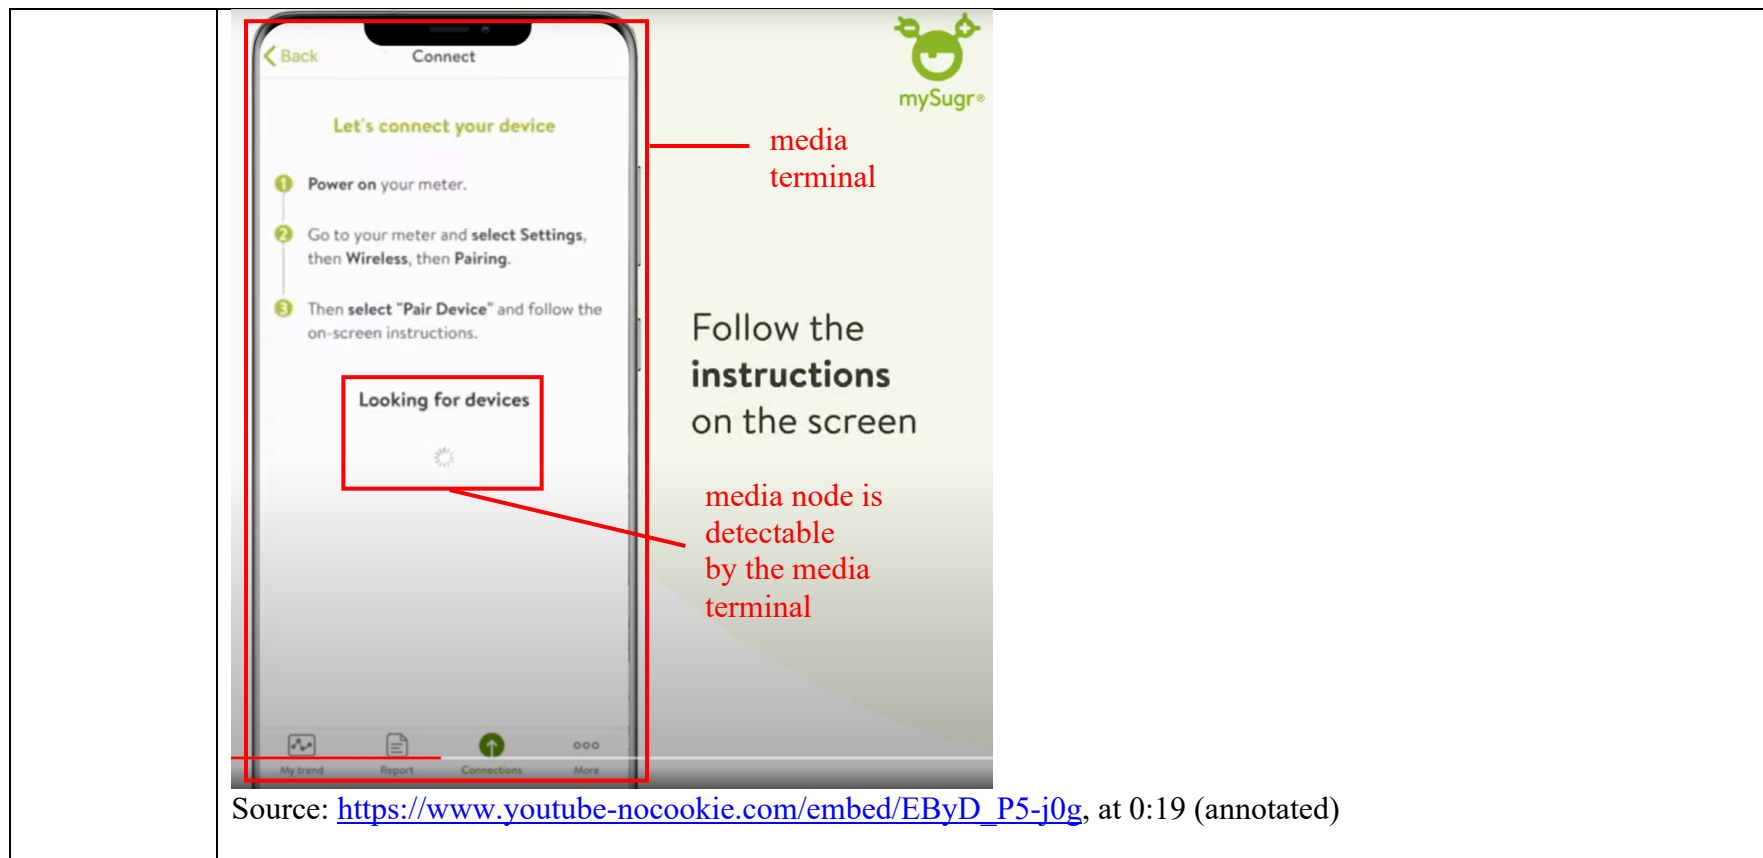 Back
Connect
mySugr®
Let's connect your device
media
terminal
1 Power on your meter.
2 Go to your meter and select Settings,
then Wireless, then Pairing.
3 Then select "Pair Device" and follow the
on-screen instructions.
Follow the
instructions
on the screen
Looking for devices
media node is
detectable
by the media
terminal
My trend
Report
Connections
More
Source: https://www.youtube-nocookie.com/embed/EByD_P5-j0g, at 0:19 (annotated)